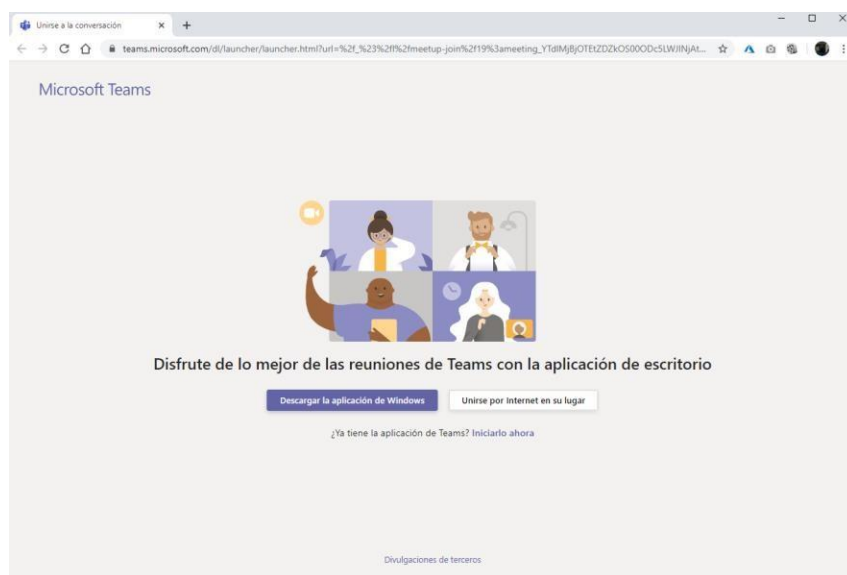 Unirse a la conversación
teams.microsoft.com/dl/launcher/launcher.html?url=%2f_%23%2fl%2fmeetup-join%2f19%3ameeting_
Microsoft Teams
Disfrute de lo mejor de las reuniones de Teams con la aplicación de escritorio
Descargar la aplicación de Windows
Unirse por Internet en su lugar
¿Ya tiene la aplicación de Teams? Iniciarlo ahora
Divulgaciones de terceros